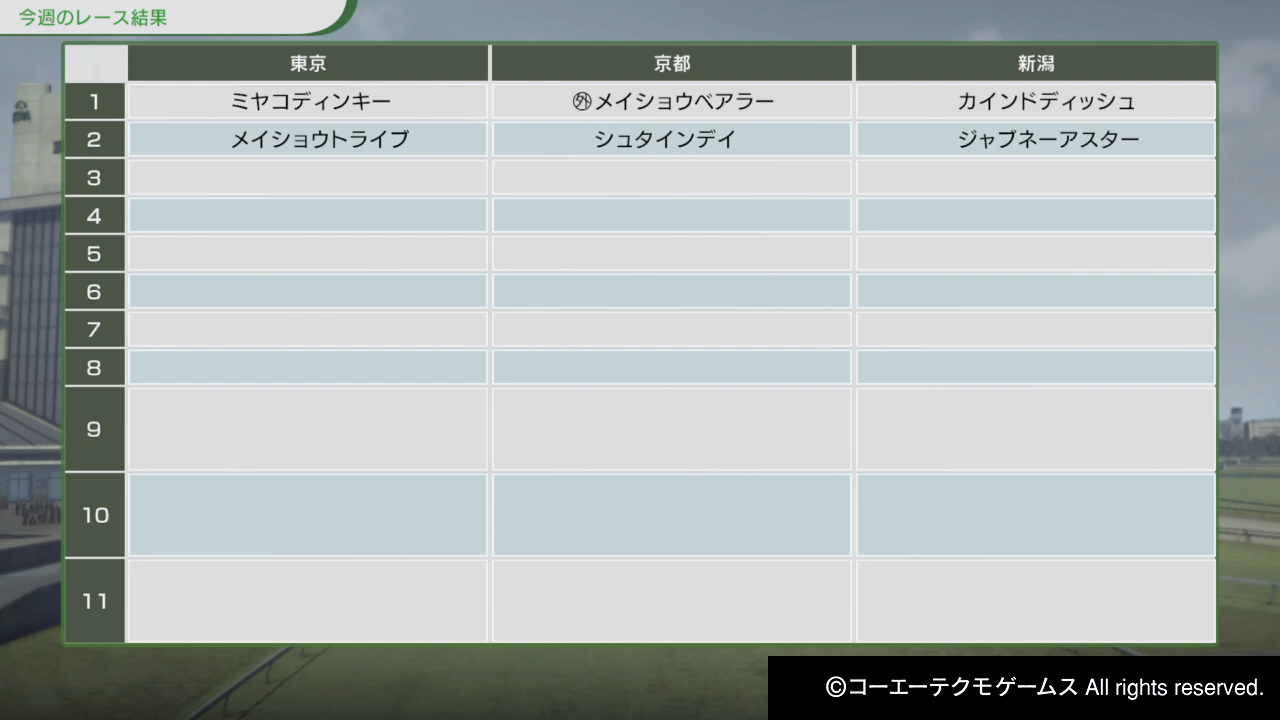 今週のレース結果
東京 京都 新潟
1 ミヤコディンキー ㊕メイショウベアラー カインドディッシュ
2 メイショウトライブ シュタインデイ ジャブネーアスター
3
4
5
6
7
8
9
10
11
©コーエーテクモゲームス All rights reserved.